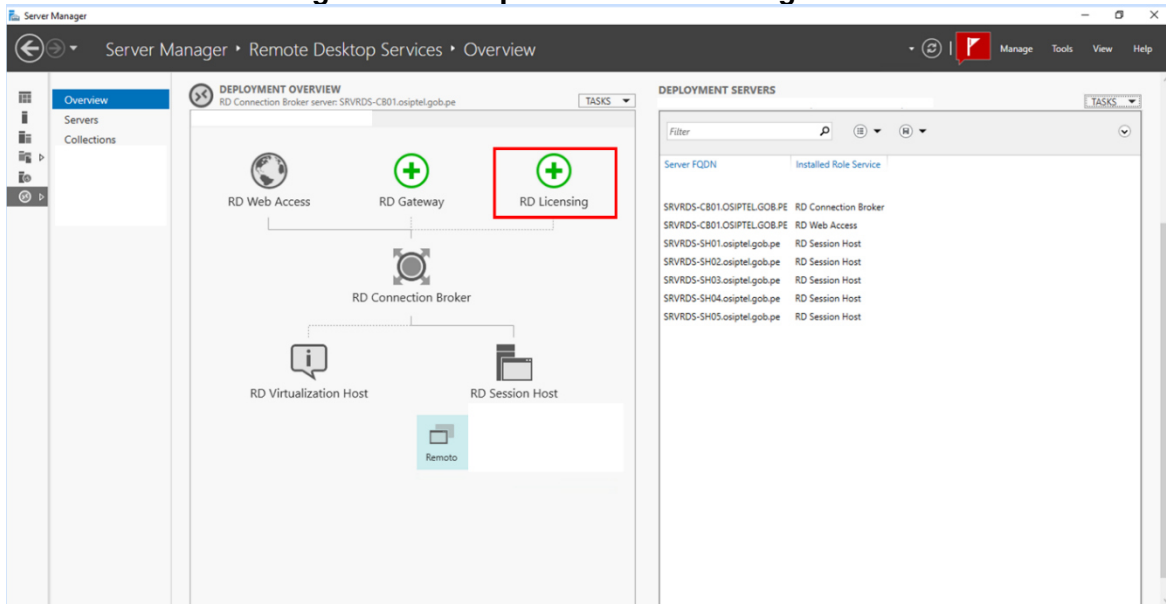 Server Manager
Server Manager • Remote Desktop Services • Overview
Manage Tools View Help
Overview
Servers
Collections
DEPLOYMENT OVERVIEW
RD Connection Broker server: SRVRDS-CB01.osiptel.gob.pe
TASKS
RD Web Access
RD Gateway
RD Licensing
RD Connection Broker
RD Virtualization Host
RD Session Host
Remoto
DEPLOYMENT SERVERS
TASKS
Filter
Server FQDN Installed Role Service
SRVRDS-CB01.OSIPTEL.GOB.PE RD Connection Broker
SRVRDS-CB01.OSIPTEL.GOB.PE RD Web Access
SRVRDS-SH01.osiptel.gob.pe RD Session Host
SRVRDS-SH02.osiptel.gob.pe RD Session Host
SRVRDS-SH03.osiptel.gob.pe RD Session Host
SRVRDS-SH04.osiptel.gob.pe RD Session Host
SRVRDS-SH05.osiptel.gob.pe RD Session Host